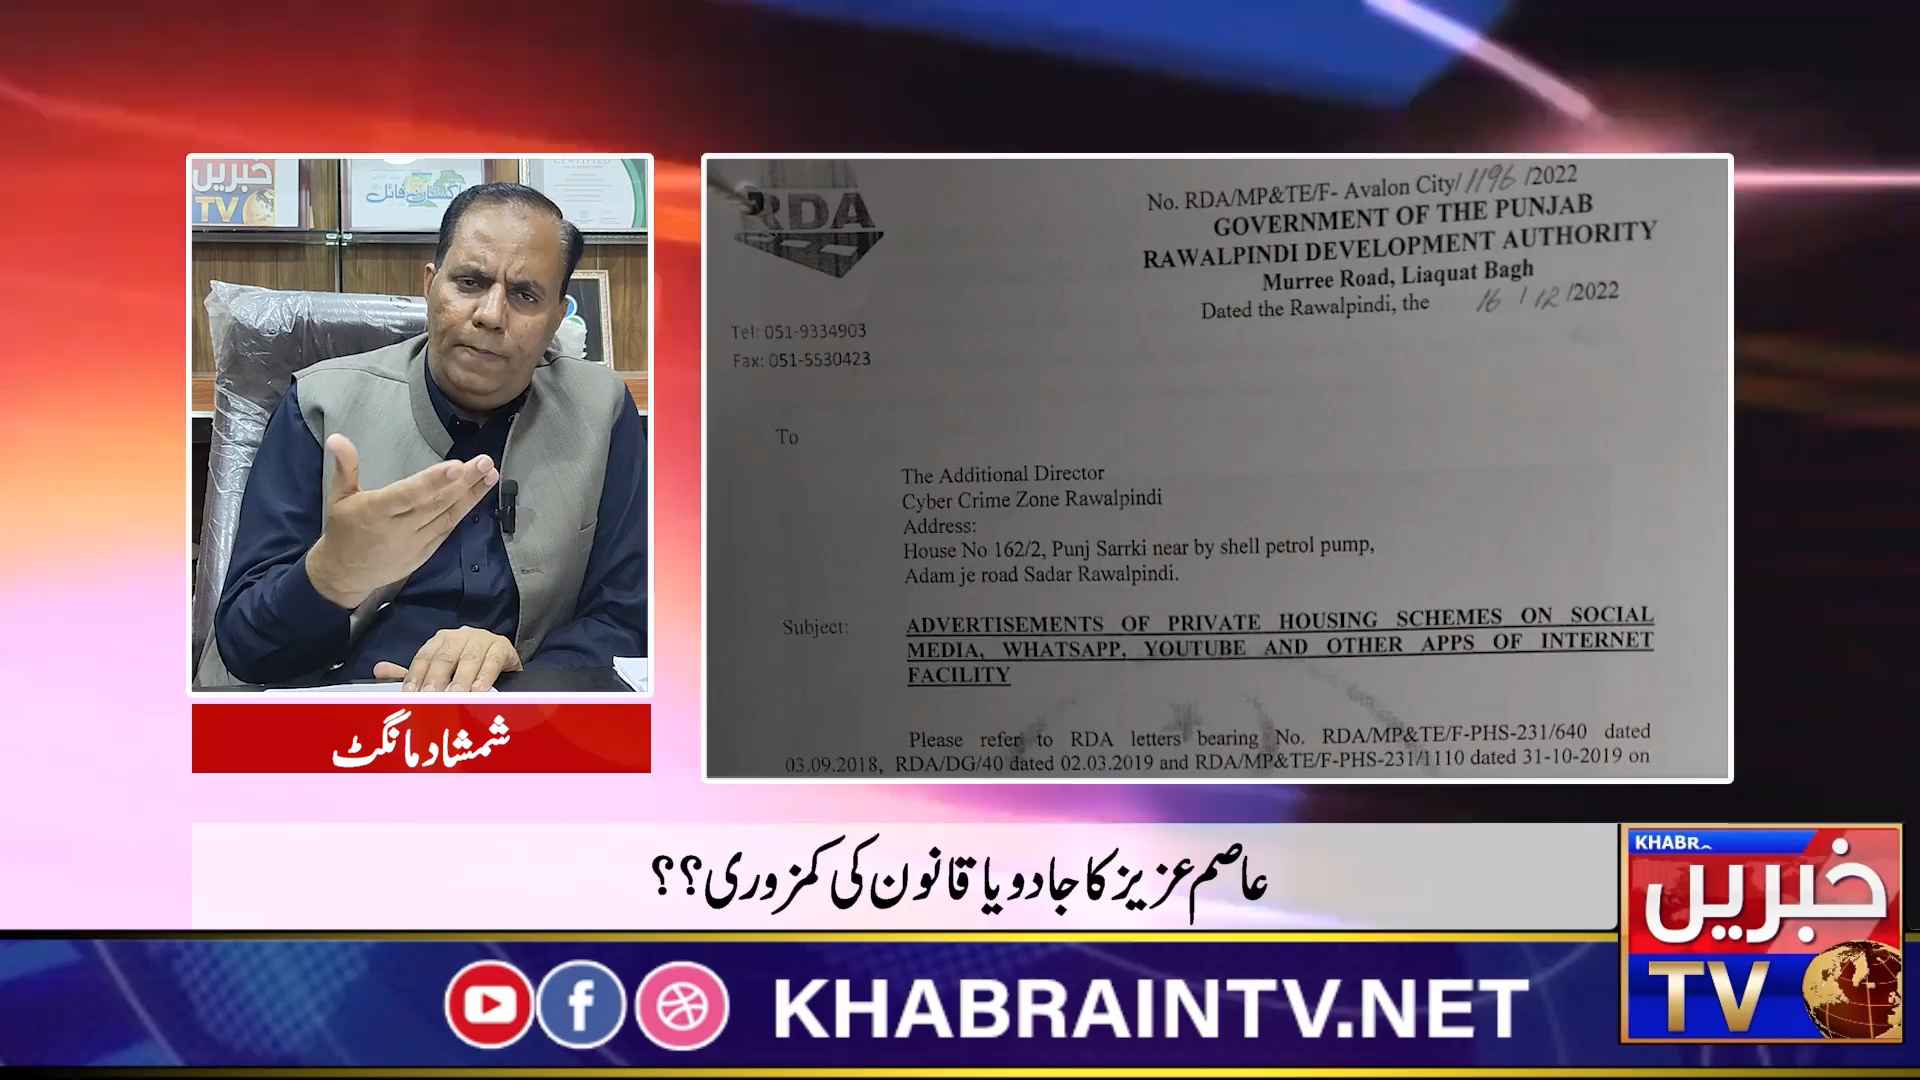 خبریں
TV
پاکستان فائل
CERTIFIED
RDA
No. RDA/MP&TE/F- Avalon City/1196/2022
GOVERNMENT OF THE PUNJAB
RAWALPINDI DEVELOPMENT AUTHORITY
Murree Road, Liaquat Bagh
Dated the Rawalpindi, the 16/12/2022
Tel: 051-9334903
Fax: 051-5530423
To
The Additional Director
Cyber Crime Zone Rawalpindi
Address:
House No 162/2, Punj Sarrki near by shell petrol pump,
Adam je road Sadar Rawalpindi.
Subject: ADVERTISEMENTS OF PRIVATE HOUSING SCHEMES ON SOCIAL
MEDIA, WHATSAPP, YOUTUBE AND OTHER APPS OF INTERNET
FACILITY
Please refer to RDA letters bearing No. RDA/MP&TE/F-PHS-231/640 dated
03.09.2018, RDA/DG/40 dated 02.03.2019 and RDA/MP&TE/F-PHS-231/1110 dated 31-10-2019 on
شمشاد مانگٹ
عاصم عزیز کا جادو یا قانون کی کمزوری؟؟
KHABR
خبریں
TV
KHABRAINTV.NET